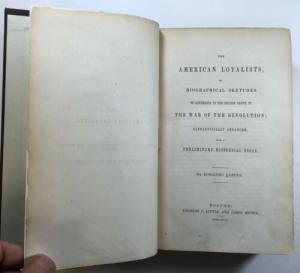 THE
AMERICAN LOYALISTS,
OR
BIOGRAPHICAL SKETCHES
OF ADHERENTS TO THE BRITISH CROWN IN
THE WAR OF THE REVOLUTION;
ALPHABETICALLY ARRANGED;
WITH A
PRELIMINARY HISTORICAL ESSAY.
By LORENZO SABINE.
BOSTON:
CHARLES C. LITTLE AND JAMES BROWN.